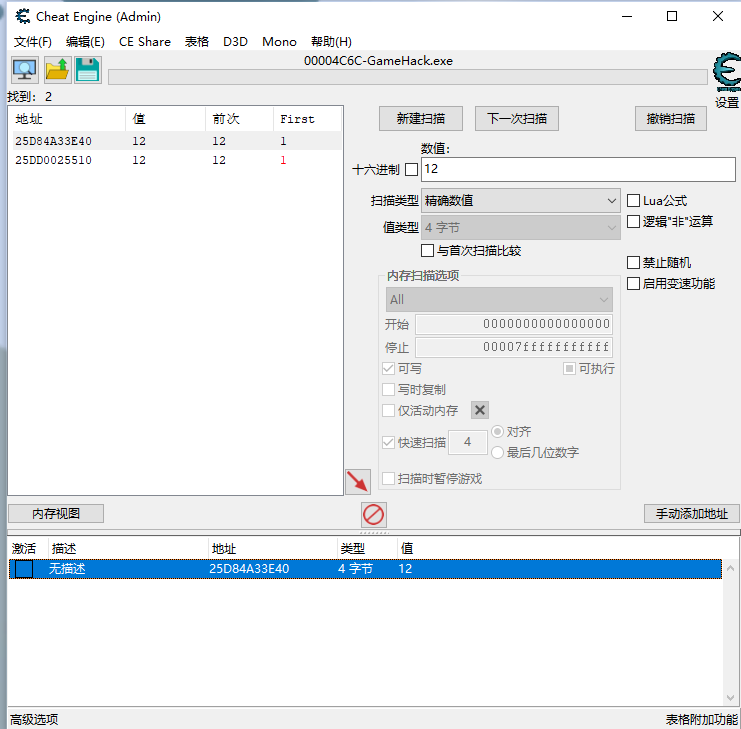 Cheat Engine (Admin)
文件(F) 编辑(E) CE Share 表格 D3D Mono 帮助(H)
00004C6C-GameHack.exe
设置
找到: 2
地址 值 前次 First
25D84A33E40 12 12 1
25DD0025510 12 12 1
新建扫描 下一次扫描 撤销扫描
数值:
十六进制 12
扫描类型 精确数值 Lua公式
值类型 4 字节 逻辑"非"运算
与首次扫描比较
禁止随机
启用变速功能
内存扫描选项
All
开始 0000000000000000
停止 00007fffffffffff
可写 可执行
写时复制
仅活动内存
快速扫描 4 对齐
最后几位数字
扫描时暂停游戏
内存视图 手动添加地址
激活 描述 地址 类型 值
无描述 25D84A33E40 4 字节 12
高级选项 表格附加功能